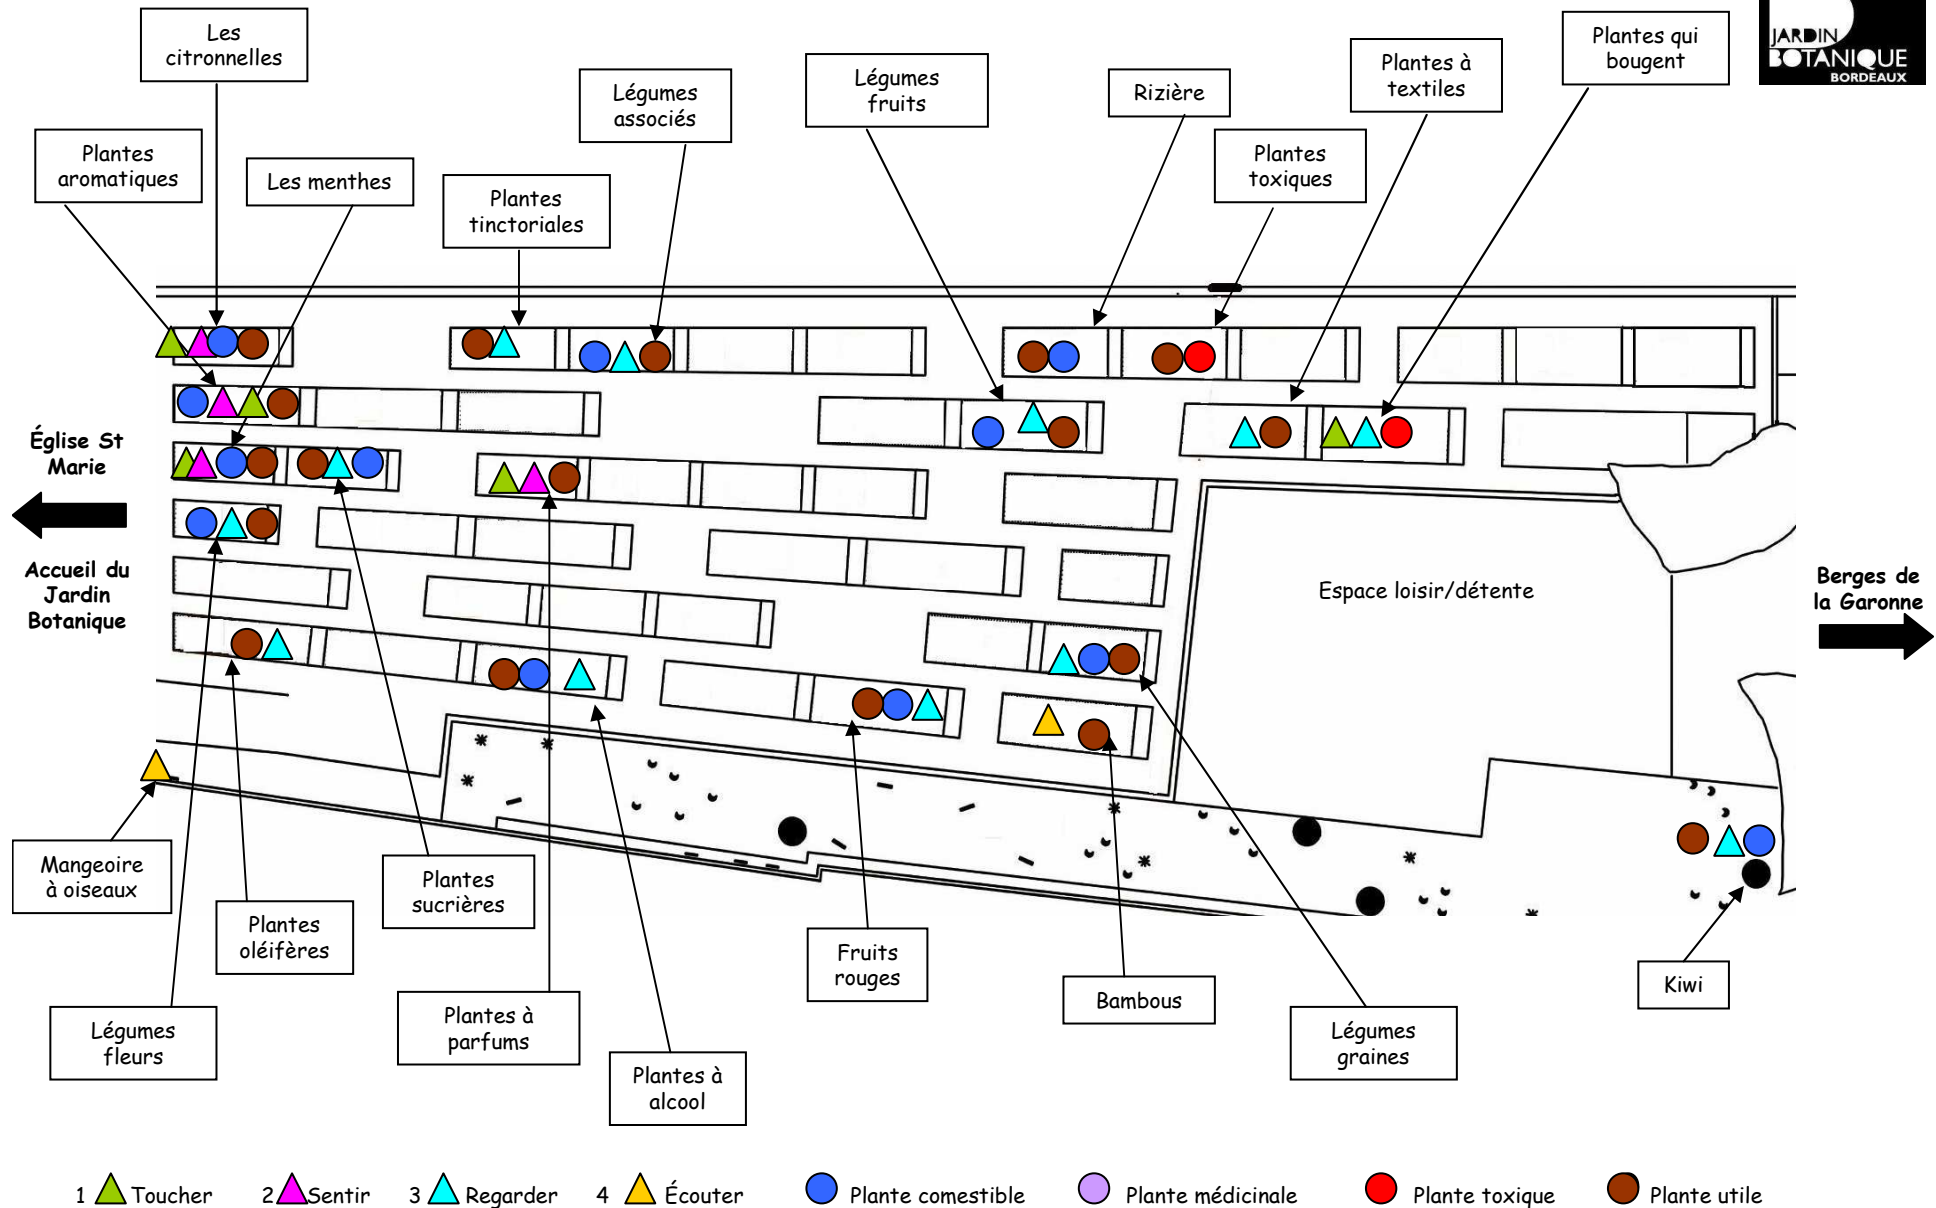 JARDIN
BOTANIQUE
BORDEAUX
Les
citronnelles
Plantes
aromatiques
Les menthes
Plantes
tinctoriales
Légumes
associés
Légumes
fruits
Rizière
Plantes
toxiques
Plantes à
textiles
Plantes qui
bougent
Église St
Marie
Accueil du
Jardin
Botanique
Espace loisir/détente
Berges de
la Garonne
Mangeoire
à oiseaux
Plantes
oléifères
Plantes
sucrières
Légumes
fleurs
Plantes à
parfums
Plantes à
alcool
Fruits
rouges
Bambous
Légumes
graines
Kiwi
1 Toucher 2 Sentir 3 Regarder 4 Écouter Plante comestible Plante médicinale Plante toxique Plante utile